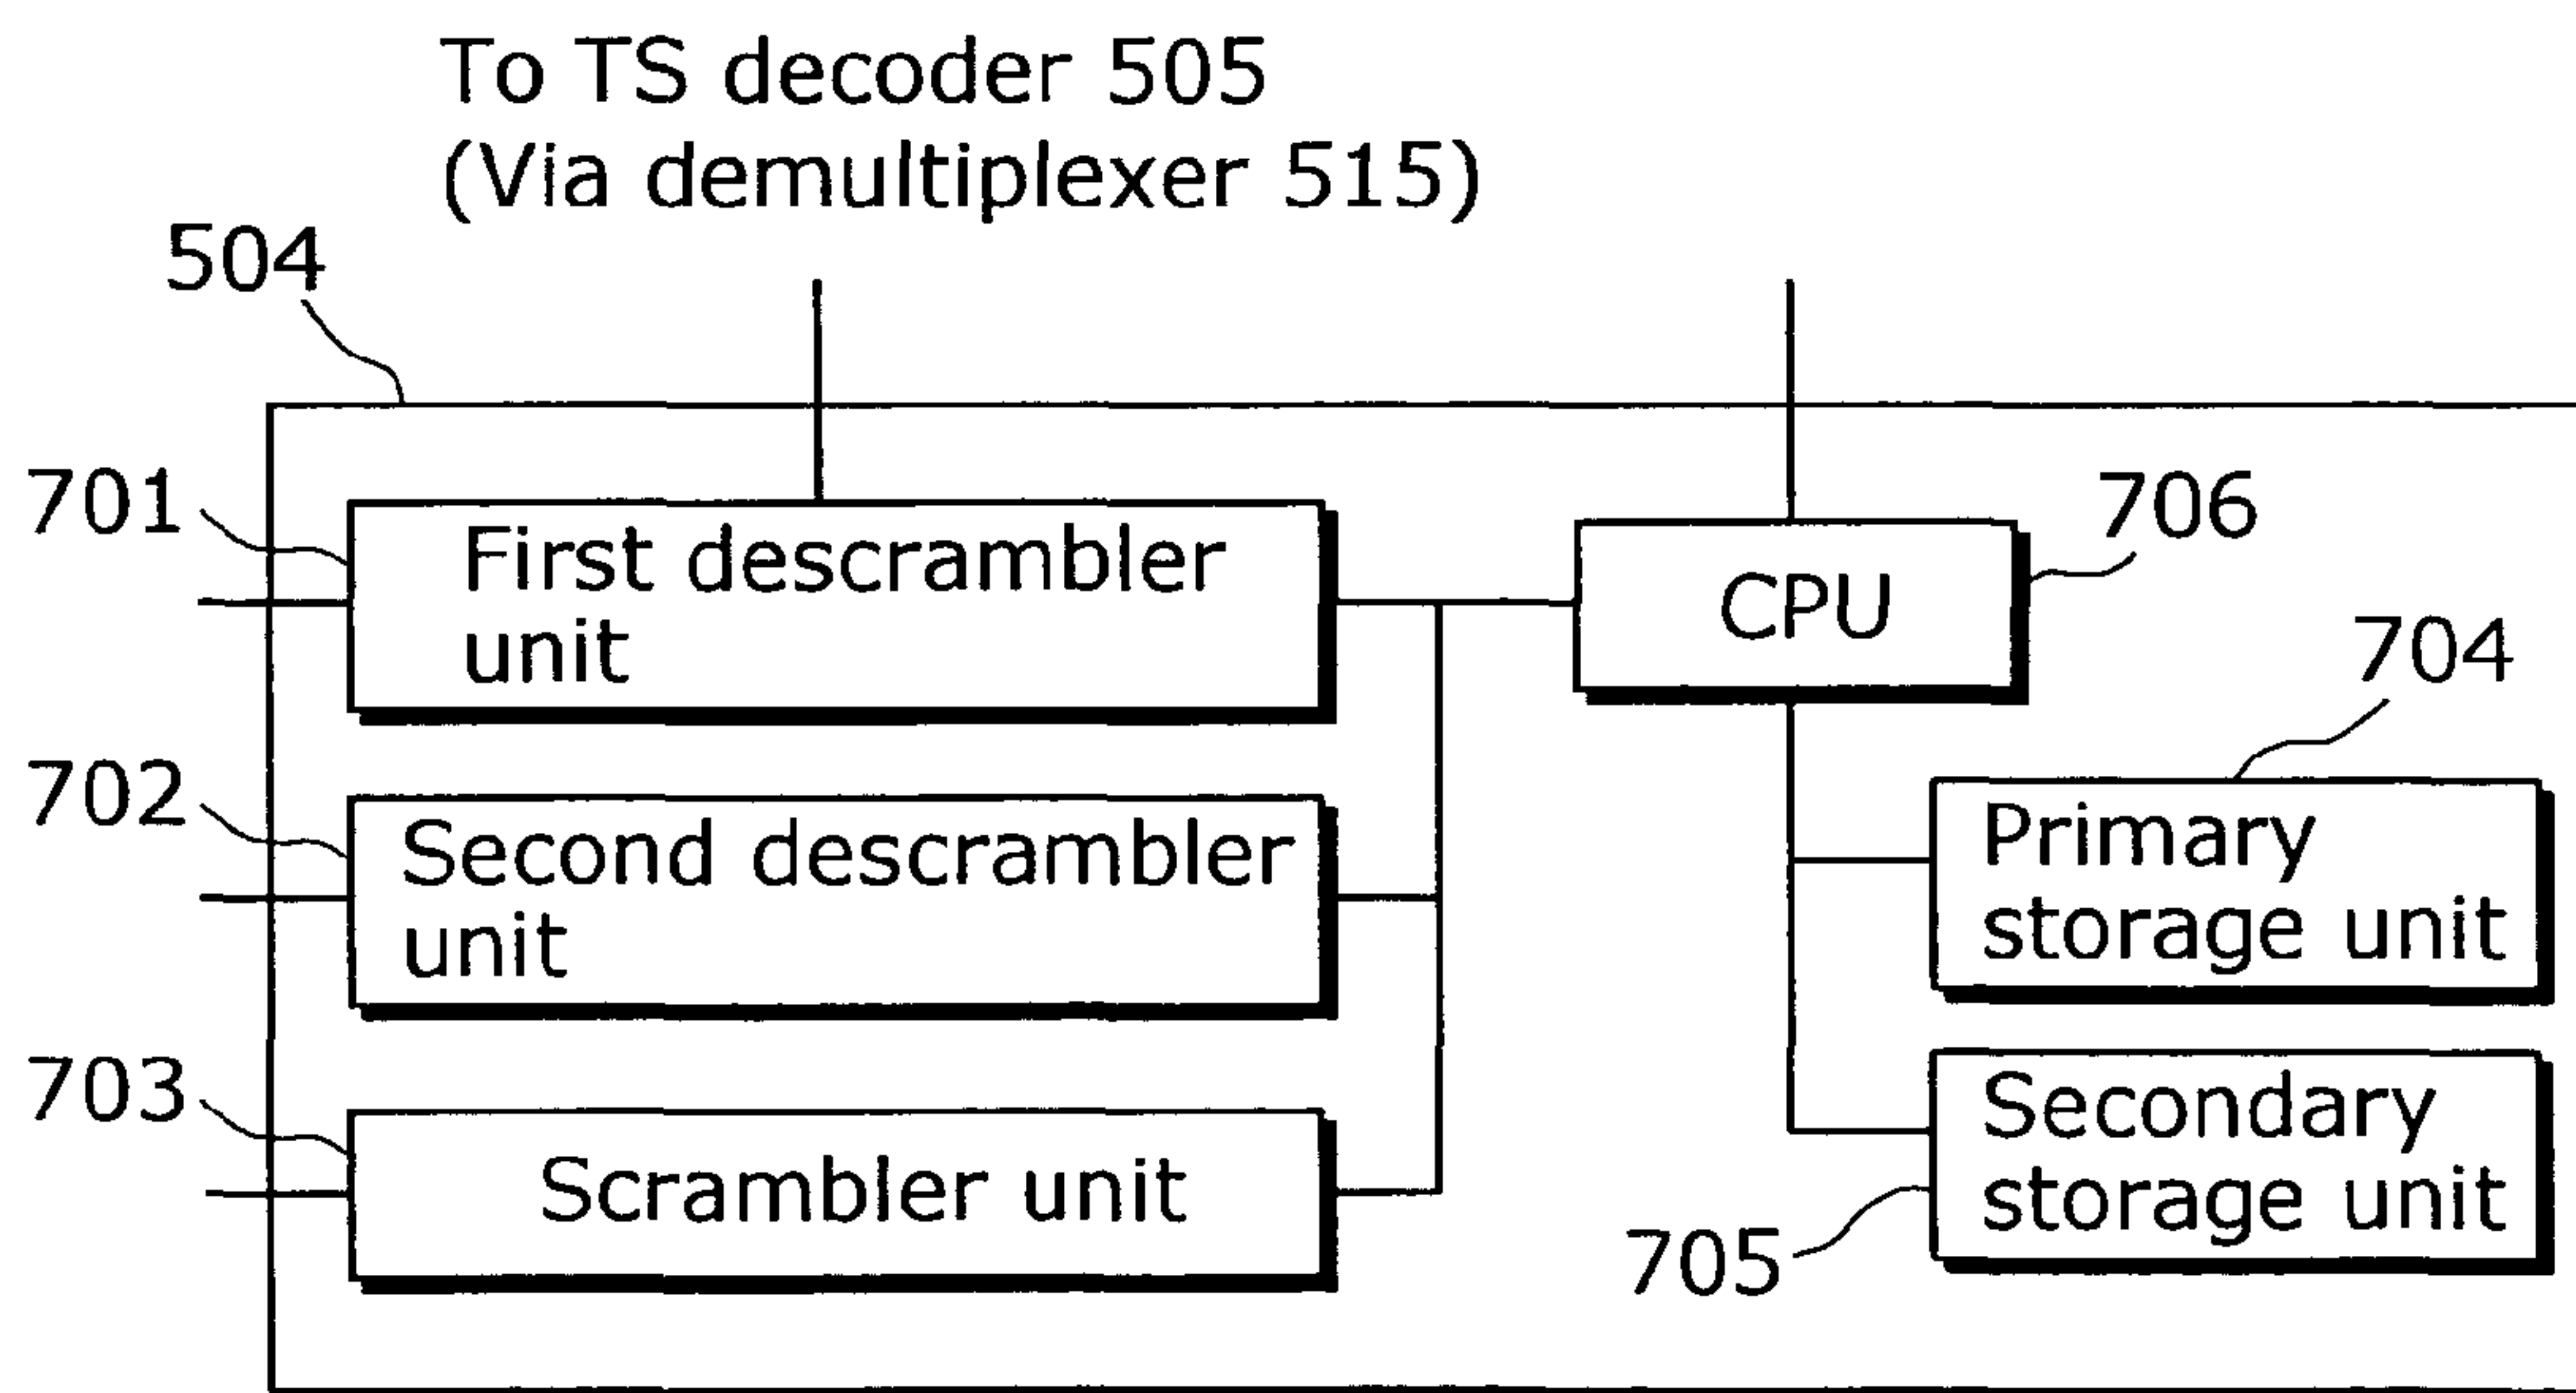 To TS decoder 505
(Via demultiplexer 515)
504
701
First descrambler
unit
CPU
706
704
702
Second descrambler
unit
Primary
storage unit
703
Scrambler unit
Secondary
storage unit
705